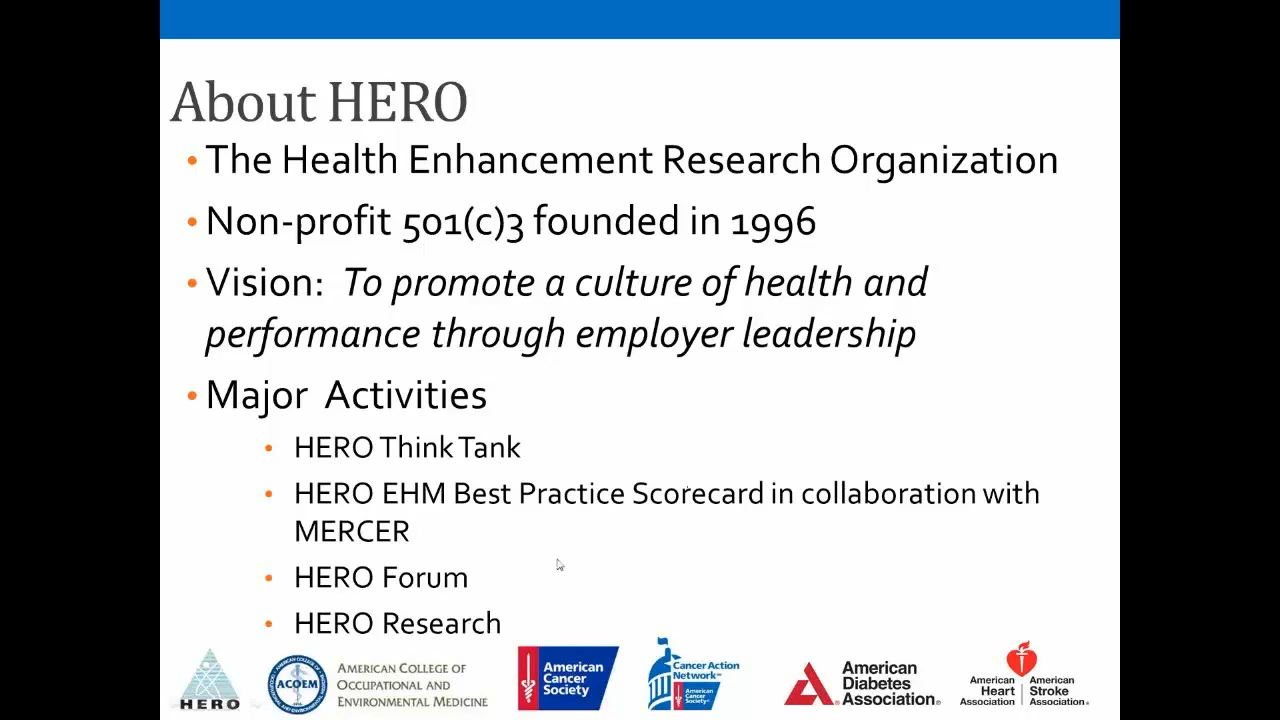 About HERO
• The Health Enhancement Research Organization
• Non-profit 501(c)3 founded in 1996
• Vision:  To promote a culture of health and
performance through employer leadership
• Major  Activities
• HERO Think Tank
• HERO EHM Best Practice Scorecard in collaboration with
MERCER
• HERO Forum
• HERO Research
HERO
ACOEM
AMERICAN COLLEGE OF
OCCUPATIONAL AND
ENVIRONMENTAL MEDICINE
American
Cancer
Society
Cancer Action
Network
American
Cancer
Society
American
Diabetes
Association®
American
Heart
Association
American
Stroke
Association®